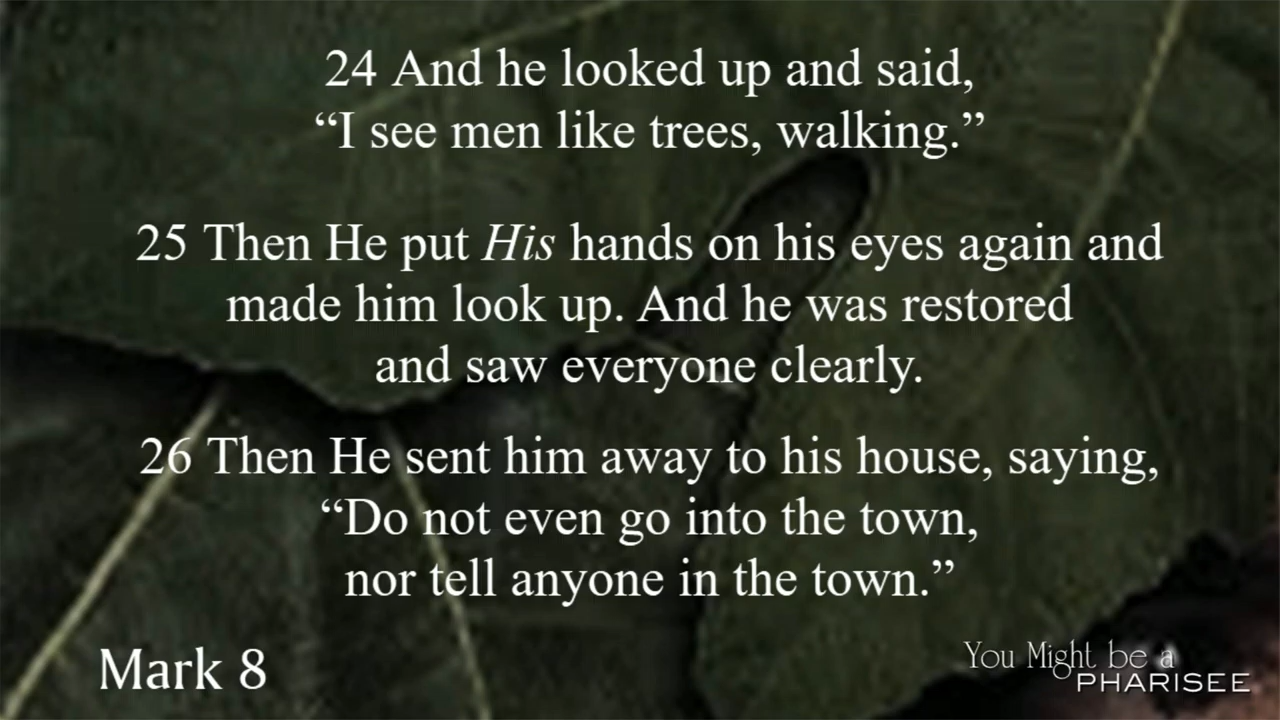 24 And he looked up and said,
“I see men like trees, walking.”
25 Then He put His hands on his eyes again and
made him look up. And he was restored
and saw everyone clearly.
26 Then He sent him away to his house, saying,
“Do not even go into the town,
nor tell anyone in the town.”
Mark 8
You Might be a
PHARISEE